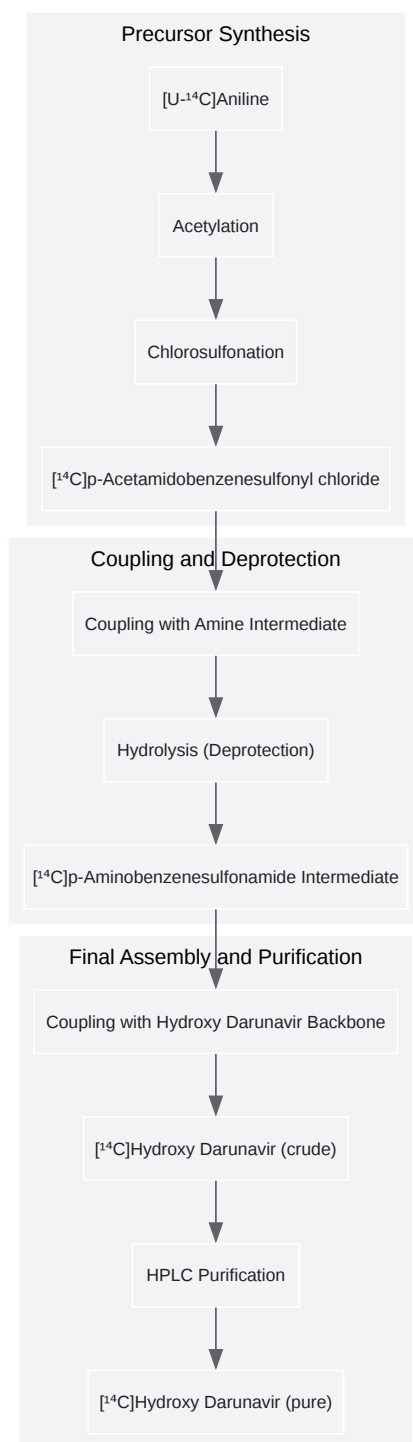 Precursor Synthesis
[U-¹⁴C]Aniline
Acetylation
Chlorosulfonation
[¹⁴C]p-Acetamidobenzenesulfonyl chloride
Coupling and Deprotection
Coupling with Amine Intermediate
Hydrolysis (Deprotection)
[¹⁴C]p-Aminobenzenesulfonamide Intermediate
Final Assembly and Purification
Coupling with Hydroxy Darunavir Backbone
[¹⁴C]Hydroxy Darunavir (crude)
HPLC Purification
[¹⁴C]Hydroxy Darunavir (pure)